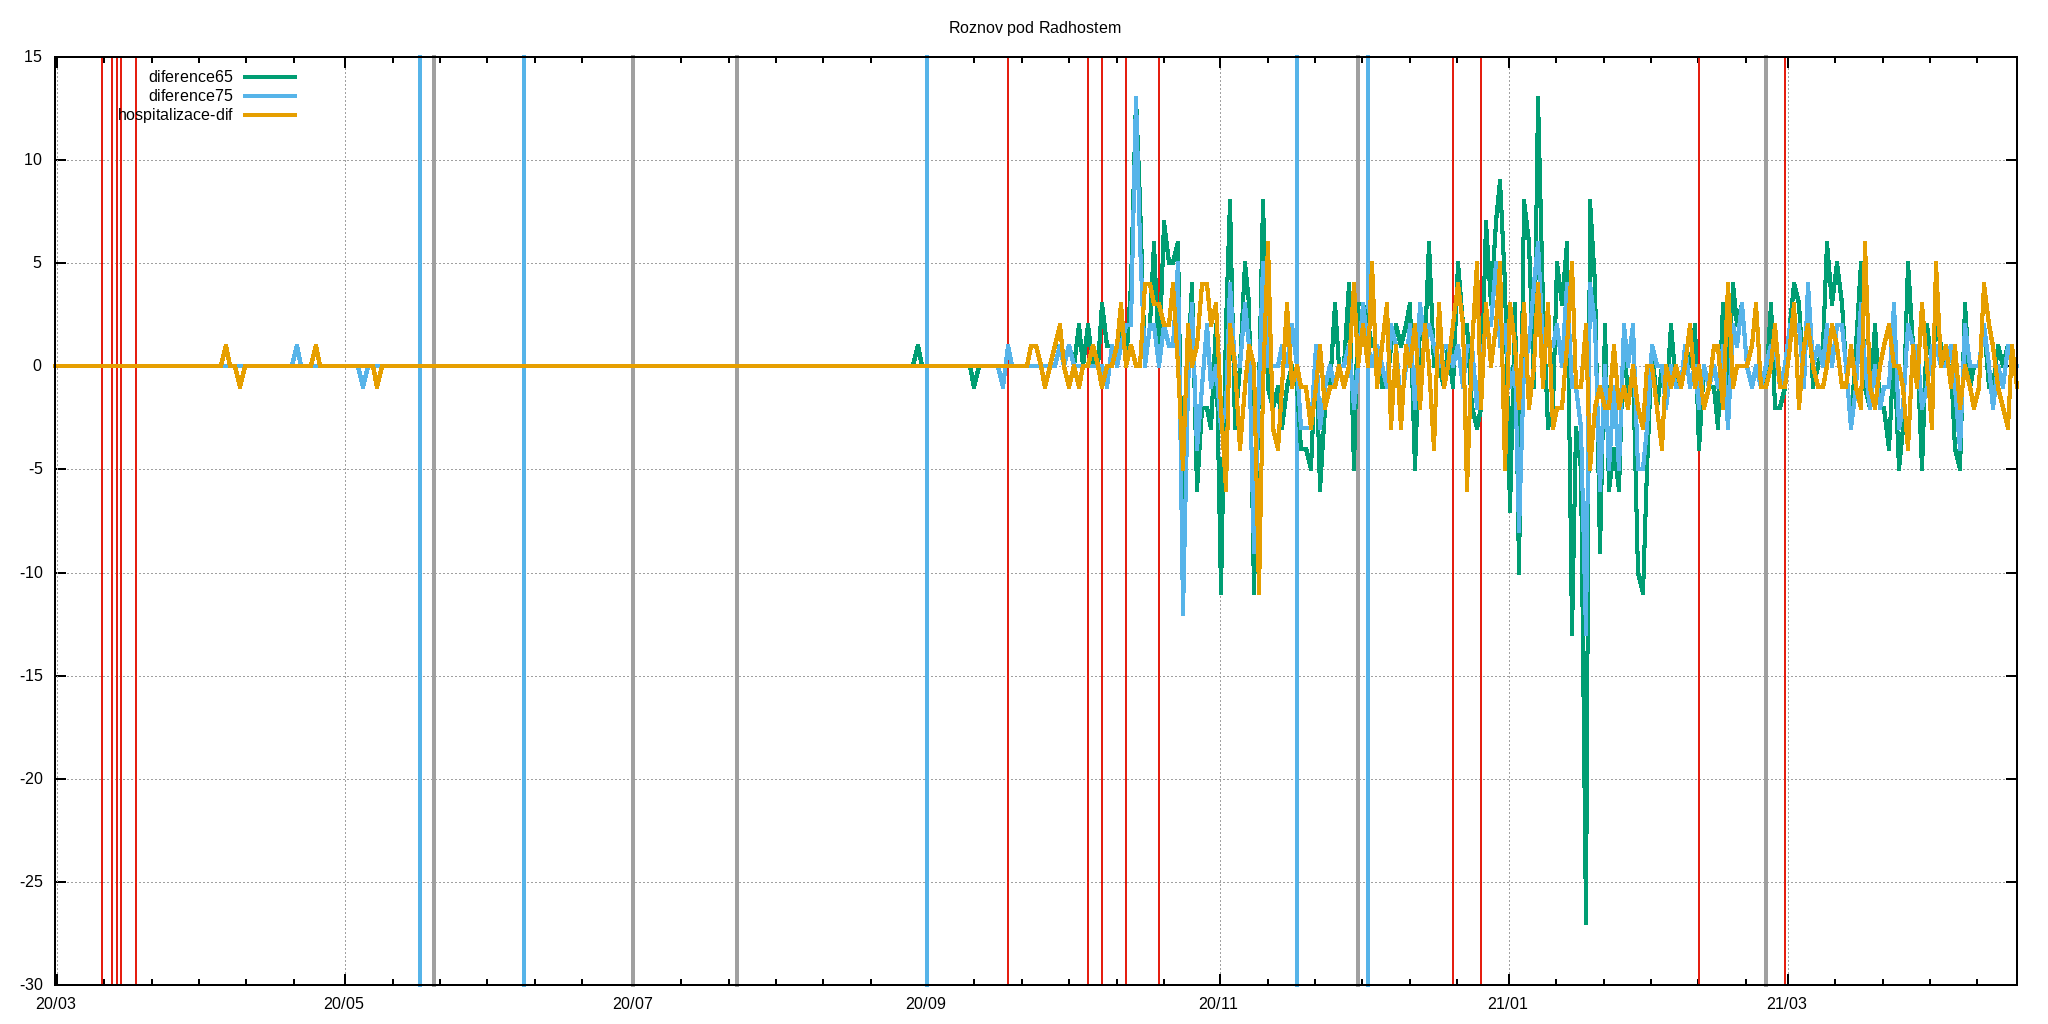 Roznov pod Radhostem
15
diference65
diference75
hospitalizace-dif
10
5
0
-5
-10
-15
-20
-25
-30
20/03 20/05 20/07 20/09 20/11 21/01 21/03